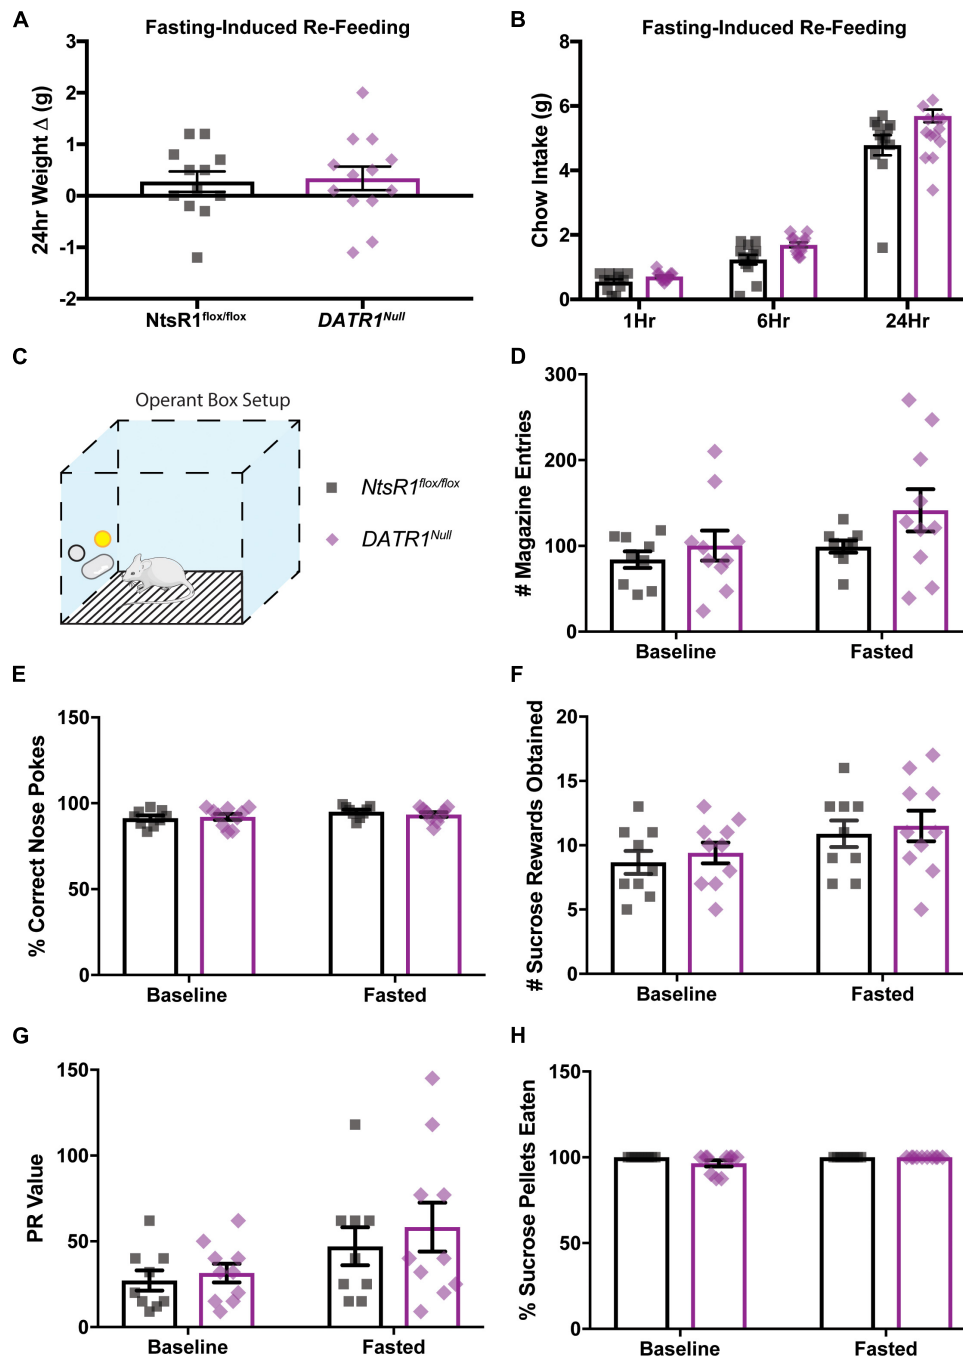 A
Fasting-Induced Re-Feeding
24hr Weight Δ (g)
3
2
1
0
-1
-2
NtsR1flox/flox
DATR1Null
B
Fasting-Induced Re-Feeding
Chow Intake (g)
8
6
4
2
0
1Hr
6Hr
24Hr
C
Operant Box Setup
NtsR1flox/flox
DATR1Null
D
# Magazine Entries
300
200
100
0
Baseline
Fasted
E
% Correct Nose Pokes
150
100
50
0
Baseline
Fasted
F
# Sucrose Rewards Obtained
20
15
10
5
0
Baseline
Fasted
G
PR Value
150
100
50
0
Baseline
Fasted
H
% Sucrose Pellets Eaten
150
100
50
0
Baseline
Fasted